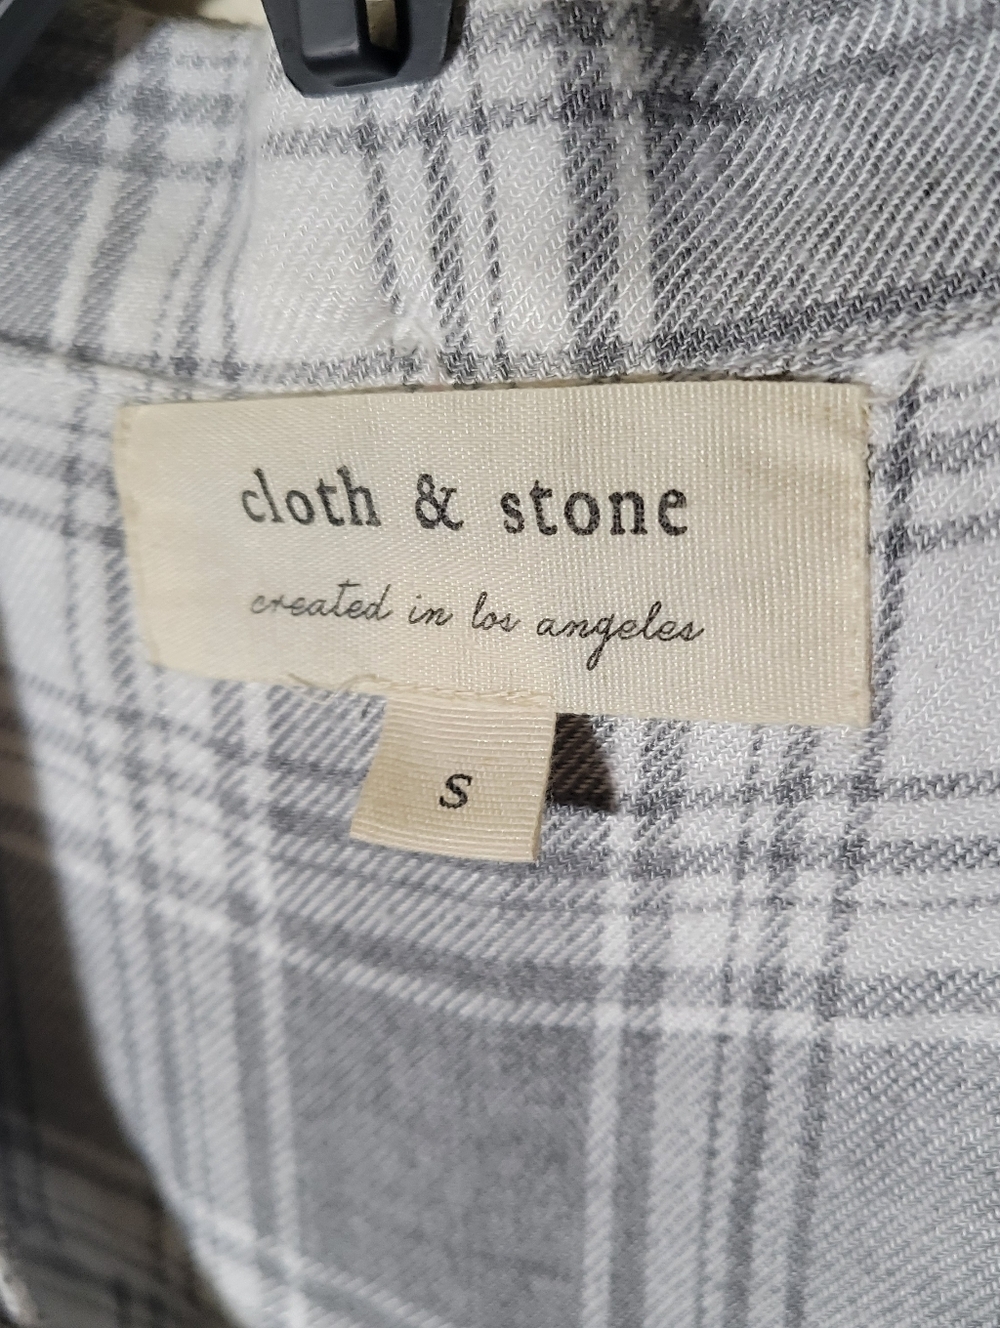 cloth & stone
created in los angeles
S